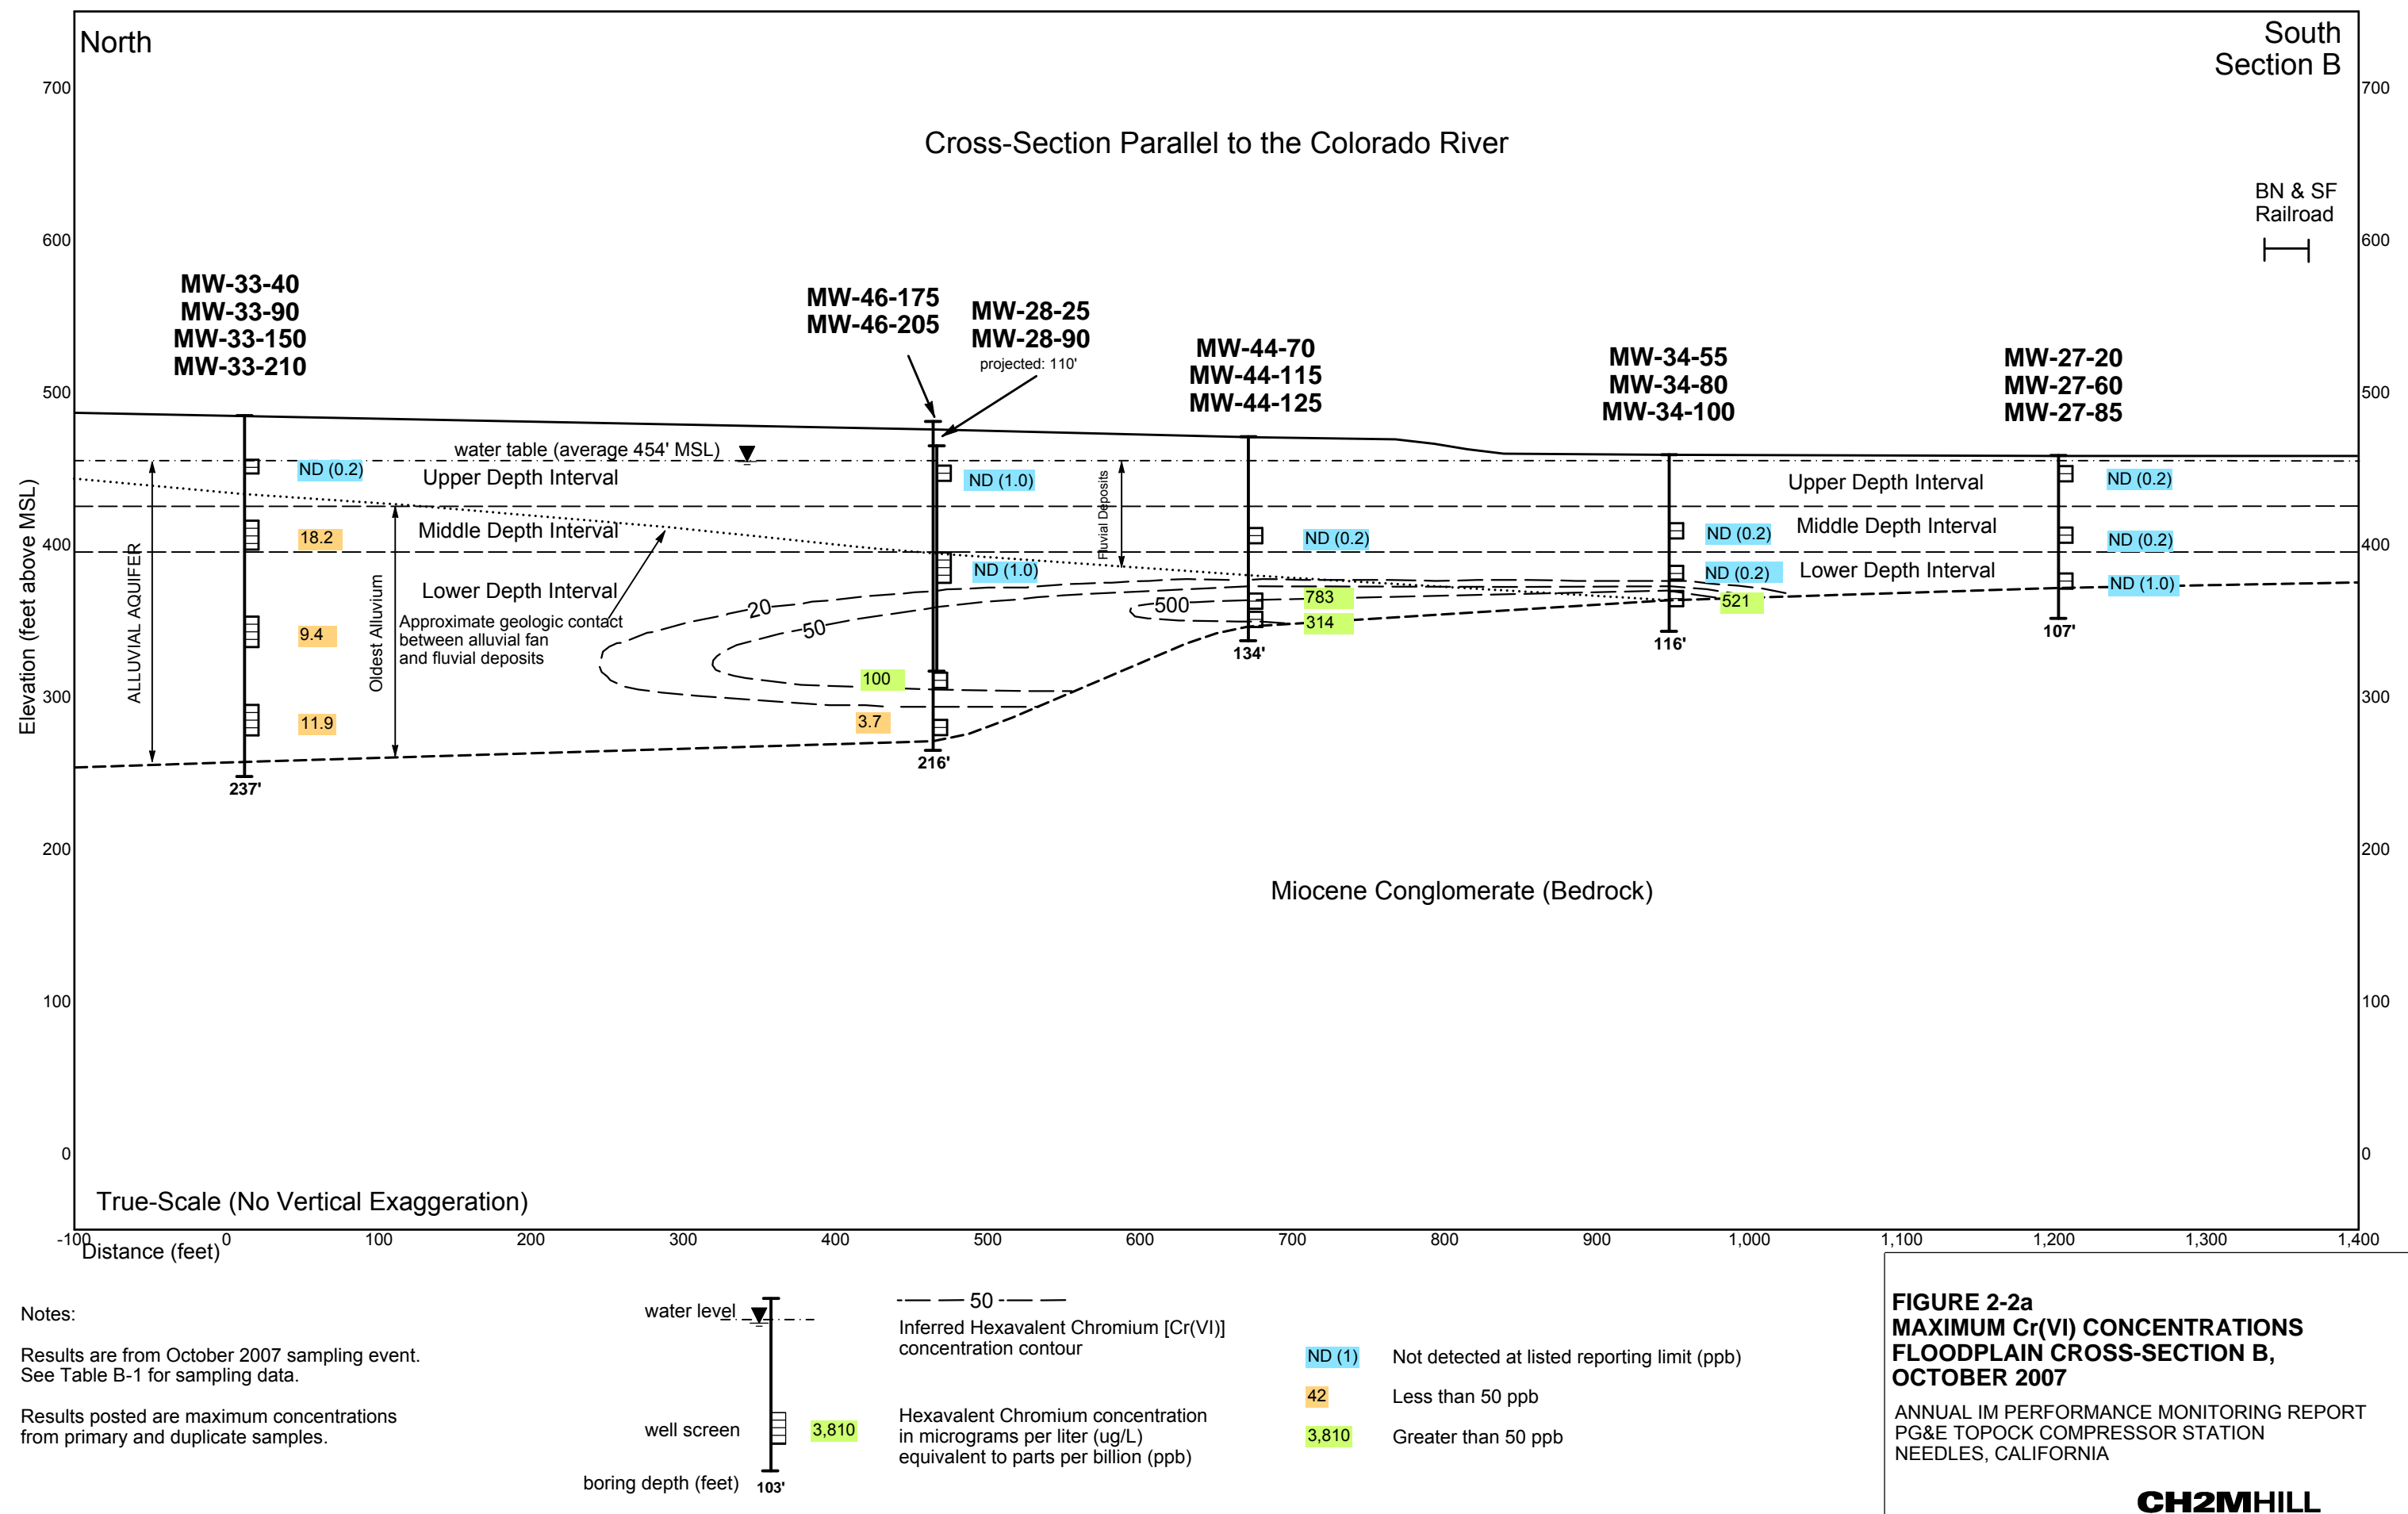 North
South
Section B
Cross-Section Parallel to the Colorado River
BN & SF
Railroad
700
600
500
400
300
200
100
0
700
600
500
400
300
200
100
0
Elevation (feet above MSL)
MW-33-40
MW-33-90
MW-33-150
MW-33-210
MW-46-175
MW-46-205
MW-28-25
MW-28-90
projected: 110'
MW-44-70
MW-44-115
MW-44-125
MW-34-55
MW-34-80
MW-34-100
MW-27-20
MW-27-60
MW-27-85
water table (average 454' MSL)
Upper Depth Interval
Middle Depth Interval
Lower Depth Interval
Approximate geologic contact
between alluvial fan
and fluvial deposits
ALLUVIAL AQUIFER
Oldest Alluvium
Fluvial Deposits
Upper Depth Interval
Middle Depth Interval
Lower Depth Interval
ND (0.2)
18.2
9.4
11.9
237'
20
50
500
ND (1.0)
ND (1.0)
100
3.7
216'
ND (0.2)
783
314
134'
ND (0.2)
ND (0.2)
521
116'
ND (0.2)
ND (0.2)
ND (1.0)
107'
Miocene Conglomerate (Bedrock)
True-Scale (No Vertical Exaggeration)
-100 0 100 200 300 400 500 600 700 800 900 1,000 1,100 1,200 1,300 1,400
Distance (feet)
Notes:
Results are from October 2007 sampling event.
See Table B-1 for sampling data.
Results posted are maximum concentrations
from primary and duplicate samples.
water level
well screen
3,810
boring depth (feet) 103'
50
Inferred Hexavalent Chromium [Cr(VI)]
concentration contour
Hexavalent Chromium concentration
in micrograms per liter (ug/L)
equivalent to parts per billion (ppb)
ND (1) Not detected at listed reporting limit (ppb)
42 Less than 50 ppb
3,810 Greater than 50 ppb
FIGURE 2-2a
MAXIMUM Cr(VI) CONCENTRATIONS
FLOODPLAIN CROSS-SECTION B,
OCTOBER 2007
ANNUAL IM PERFORMANCE MONITORING REPORT
PG&E TOPOCK COMPRESSOR STATION
NEEDLES, CALIFORNIA
CH2MHILL